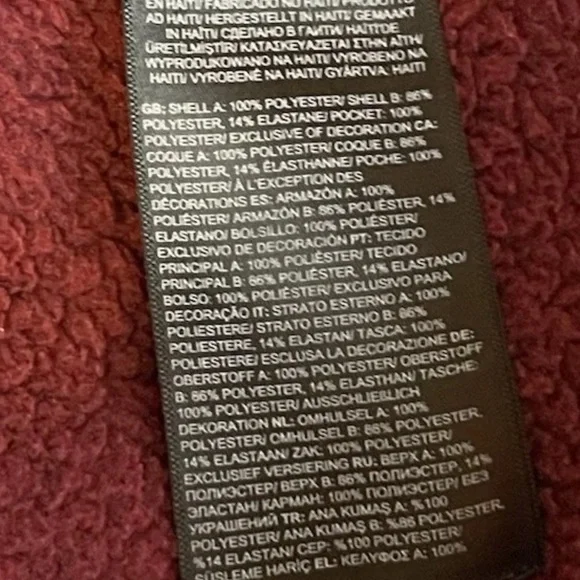 EN HAÏTI/ FABRICADO NO HAITI/ PRODOTTO
AD HAITI/ HERGESTELLT IN HAITI/ GEMAAKT
IN HAÏTI/ СДЕЛАНО В ГАИТИ/ HAİTİ'DE
ÜRETİLMİŞTİR/ ΚΑΤΑΣΚΕΥΑΖΕΤΑΙ ΣΤΗΝ ΑΪΤΗ/
WYPRODUKOWANO NA HAITI/ VYROBENO NA
HAITI/ VYROBENÉ NA HAITI/ GYÁRTVA: HAITI
GB: SHELL A: 100% POLYESTER/ SHELL B: 86%
POLYESTER, 14% ELASTANE/ POCKET: 100%
POLYESTER/ EXCLUSIVE OF DECORATION CA:
COQUE A: 100% POLYESTER/ COQUE B: 86%
POLYESTER, 14% ÉLASTHANNE/ POCHE: 100%
POLYESTER/ À L'EXCEPTION DES
DÉCORATIONS ES: ARMAZÓN A: 100%
POLIÉSTER/ ARMAZÓN B: 86% POLIÉSTER, 14%
ELASTANO/ BOLSILLO: 100% POLIÉSTER/
EXCLUSIVO DE DECORACIÓN PT: TECIDO
PRINCIPAL A: 100% POLIÉSTER/ TECIDO
PRINCIPAL B: 86% POLIÉSTER, 14% ELASTANO/
BOLSO: 100% POLIÉSTER/ EXCLUSIVO PARA
DECORAÇÃO IT: STRATO ESTERNO A: 100%
POLIESTERE/ STRATO ESTERNO B: 86%
POLIESTERE, 14% ELASTAN/ TASCA: 100%
POLIESTERE/ ESCLUSA LA DECORAZIONE DE:
OBERSTOFF A: 100% POLYESTER/ OBERSTOFF
B: 86% POLYESTER, 14% ELASTHAN/ TASCHE:
100% POLYESTER/ AUSSCHLIEßLICH
DEKORATION NL: OMHULSEL A: 100%
POLYESTER/ OMHULSEL B: 86% POLYESTER,
14% ELASTAAN/ ZAK: 100% POLYESTER/
EXCLUSIEF VERSIERING RU: ВЕРХ A: 100%
ПОЛИЭСТЕР/ ВЕРХ B: 86% ПОЛИЭСТЕР, 14%
ЭЛАСТАН/ КАРМАН: 100% ПОЛИЭСТЕР/ БЕЗ
УКРАШЕНИЙ TR: ANA KUMAŞ A: %100
POLYESTER/ ANA KUMAŞ B: %86 POLYESTER,
%14 ELASTAN/ CEP: %100 POLYESTER/
SÜSLEME HARİÇ EL: ΚΕΛΥΦΟΣ A: 100%